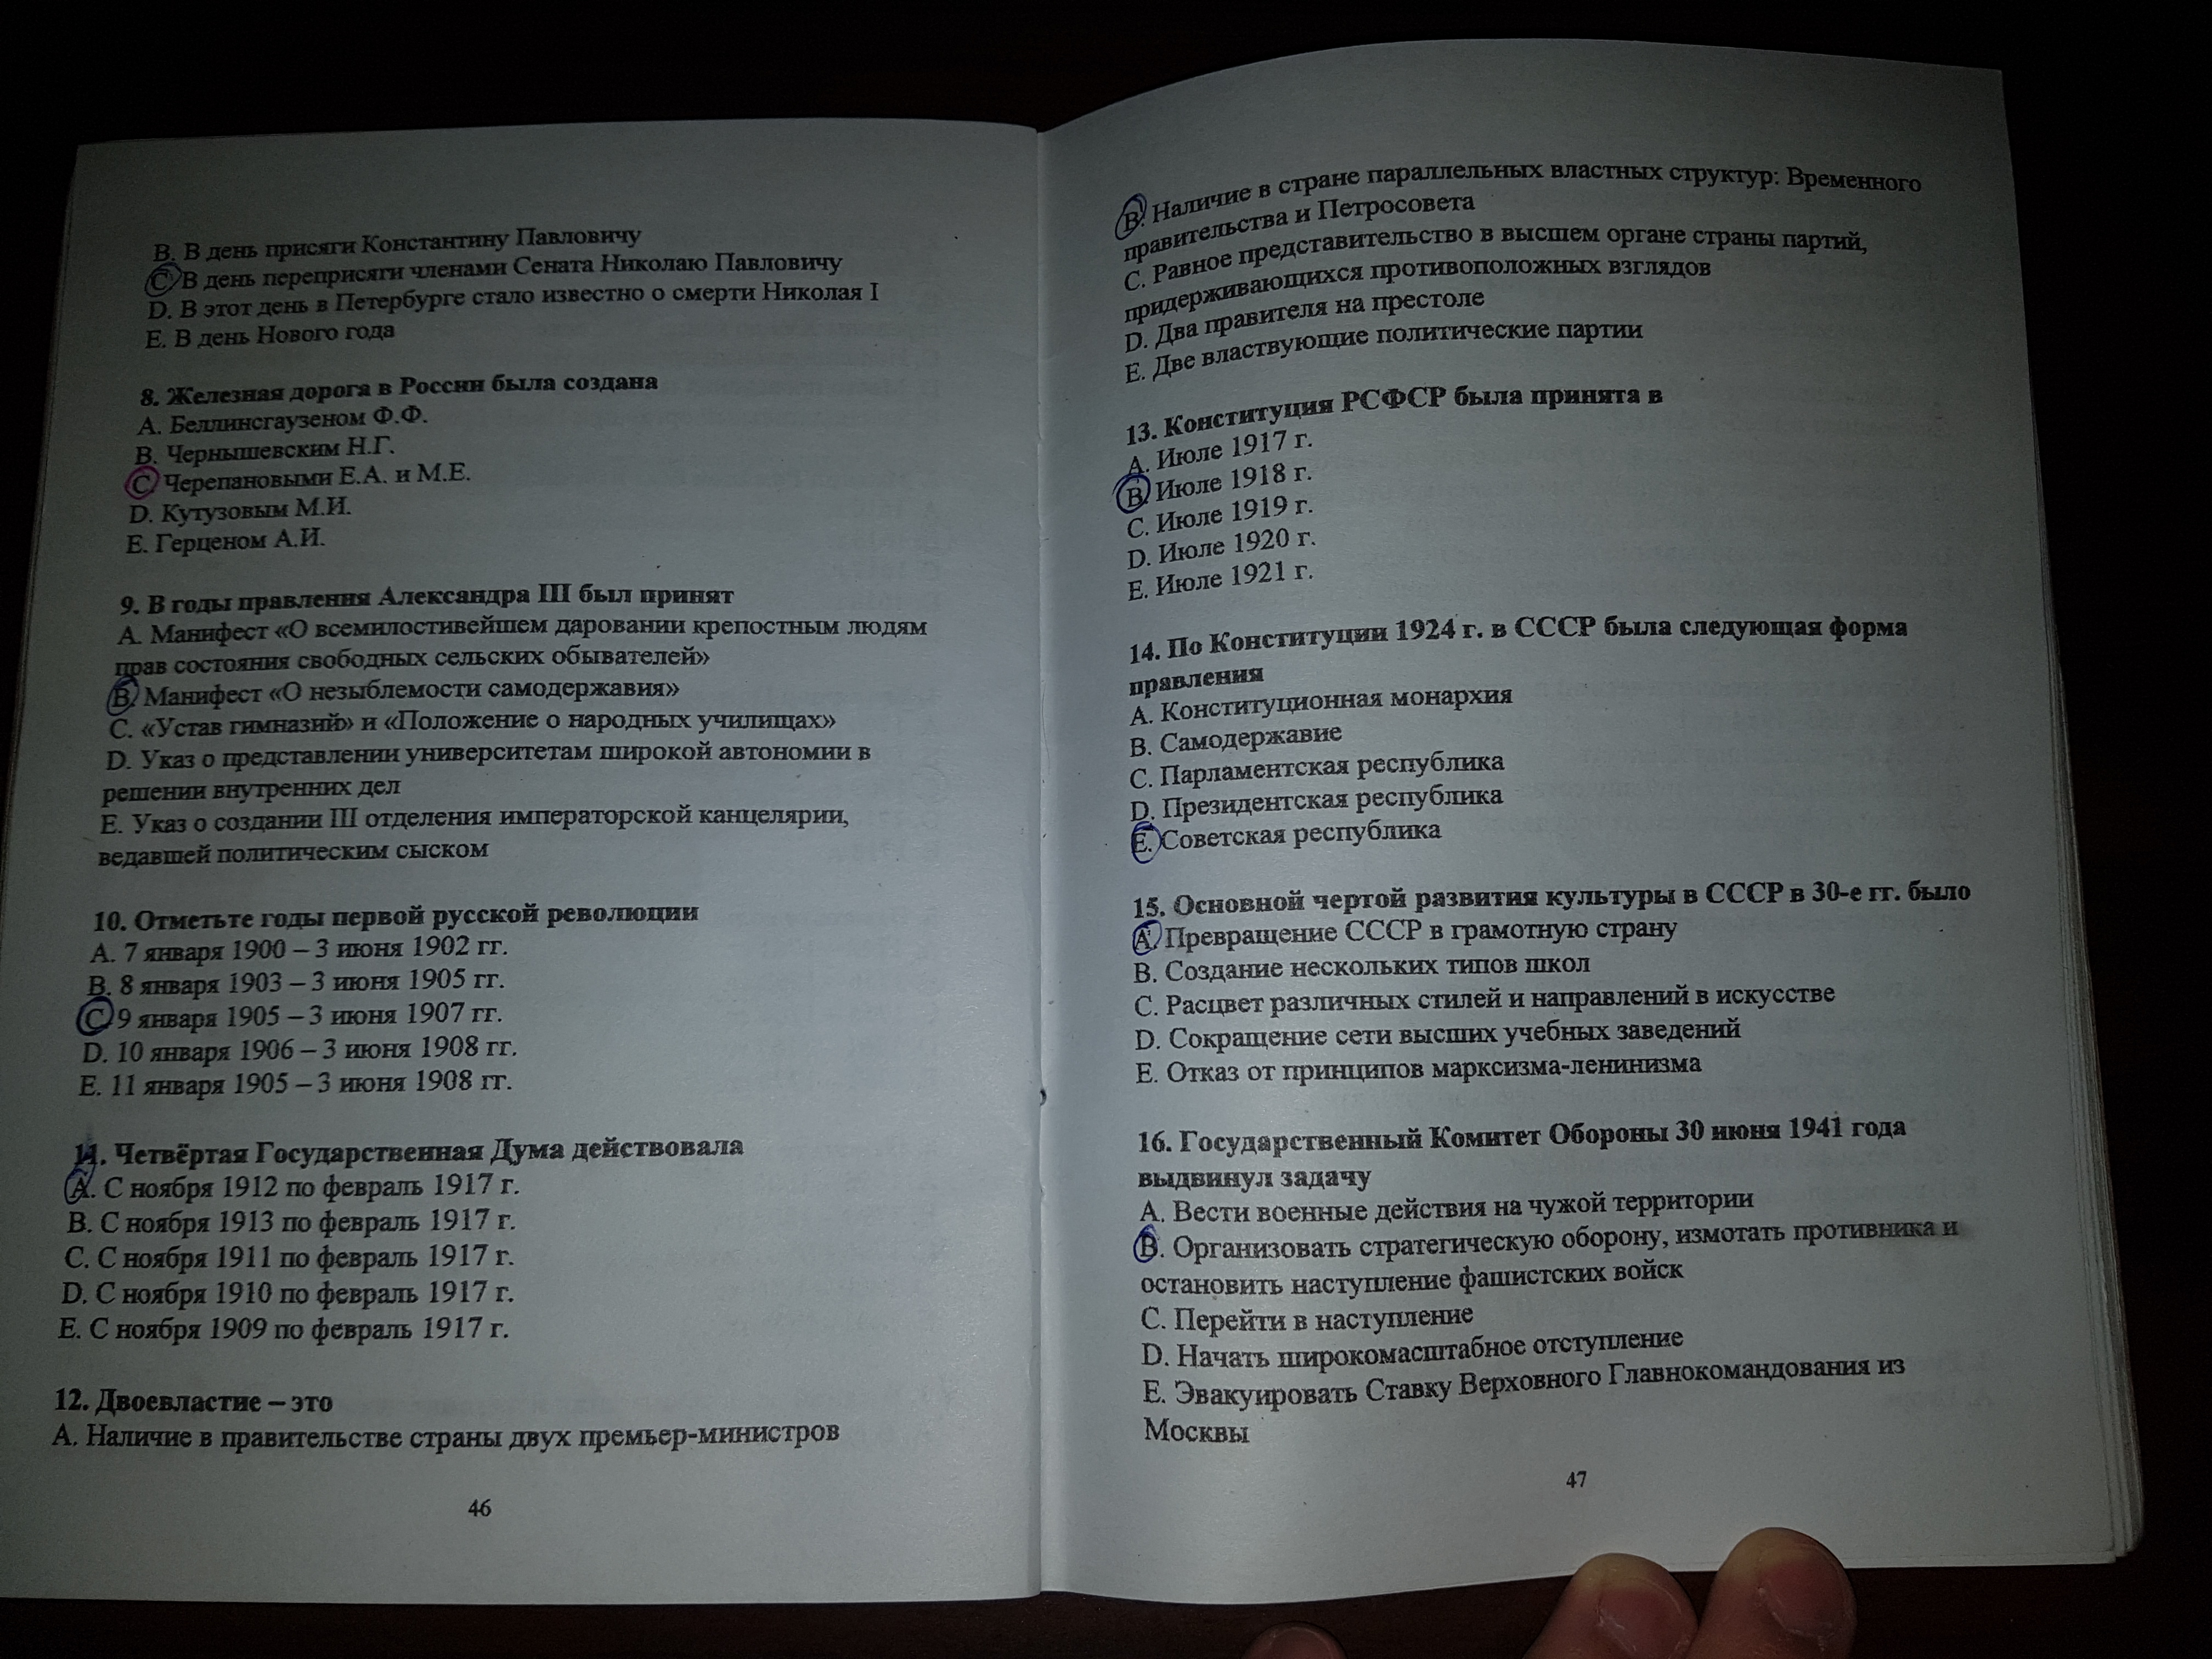 В. В день присяги Константину Павловичу
С. В день переприсяги членами Сената Николаю Павловичу
D. В этот день в Петербурге стало известно о смерти Николая I
Е. В день Нового года
8. Железная дорога в России была создана
А. Беллинсгаузеном Ф.Ф.
В. Чернышевским Н.Г.
С. Черепановыми Е.А. и М.Е.
D. Кутузовым М.И.
Е. Герценом А.И.
9. В годы правления Александра III был принят
А. Манифест «О всемилостивейшем даровании крепостным людям
прав состояния свободных сельских обывателей»
В. Манифест «О незыблемости самодержавия»
С. «Устав гимназий» и «Положение о народных училищах»
D. Указ о представлении университетам широкой автономии в
решении внутренних дел
Е. Указ о создании III отделения императорской канцелярии,
ведавшей политическим сыском
10. Отметьте годы первой русской революции
А. 7 января 1900 – 3 июня 1902 гг.
В. 8 января 1903 – 3 июня 1905 гг.
С. 9 января 1905 – 3 июня 1907 гг.
D. 10 января 1906 – 3 июня 1908 гг.
Е. 11 января 1905 – 3 июня 1908 гг.
11. Четвёртая Государственная Дума действовала
А. С ноября 1912 по февраль 1917 г.
В. С ноября 1913 по февраль 1917 г.
С. С ноября 1911 по февраль 1917 г.
D. С ноября 1910 по февраль 1917 г.
Е. С ноября 1909 по февраль 1917 г.
12. Двоевластие – это
А. Наличие в правительстве страны двух премьер-министров
46
В. Наличие в стране параллельных властных структур: Временного
правительства и Петросовета
С. Равное представительство в высшем органе страны партий,
придерживающихся противоположных взглядов
D. Два правителя на престоле
Е. Две властвующие политические партии
13. Конституция РСФСР была принята в
А. Июле 1917 г.
В. Июле 1918 г.
С. Июле 1919 г.
D. Июле 1920 г.
Е. Июле 1921 г.
14. По Конституции 1924 г. в СССР была следующая форма
правления
А. Конституционная монархия
В. Самодержавие
С. Парламентская республика
D. Президентская республика
Е. Советская республика
15. Основной чертой развития культуры в СССР в 30-е гг. было
А. Превращение СССР в грамотную страну
В. Создание нескольких типов школ
С. Расцвет различных стилей и направлений в искусстве
D. Сокращение сети высших учебных заведений
Е. Отказ от принципов марксизма-ленинизма
16. Государственный Комитет Обороны 30 июня 1941 года
выдвинул задачу
А. Вести военные действия на чужой территории
В. Организовать стратегическую оборону, измотать противника и
остановить наступление фашистских войск
С. Перейти в наступление
D. Начать широкомасштабное отступление
Е. Эвакуировать Ставку Верховного Главнокомандования из
Москвы
47